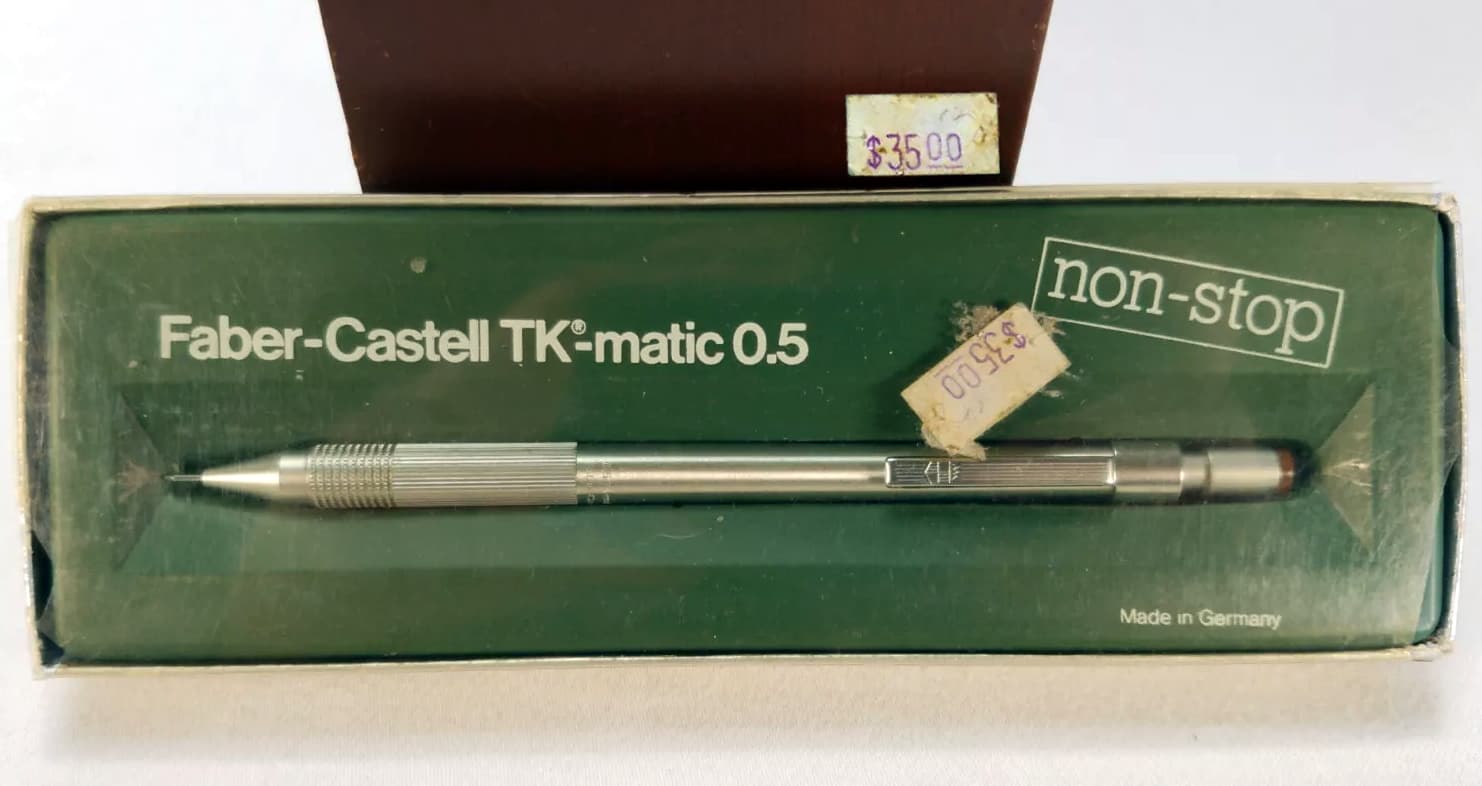 $35.00
non-stop
Faber-Castell TK®-matic 0.5
$35.00
Made in Germany